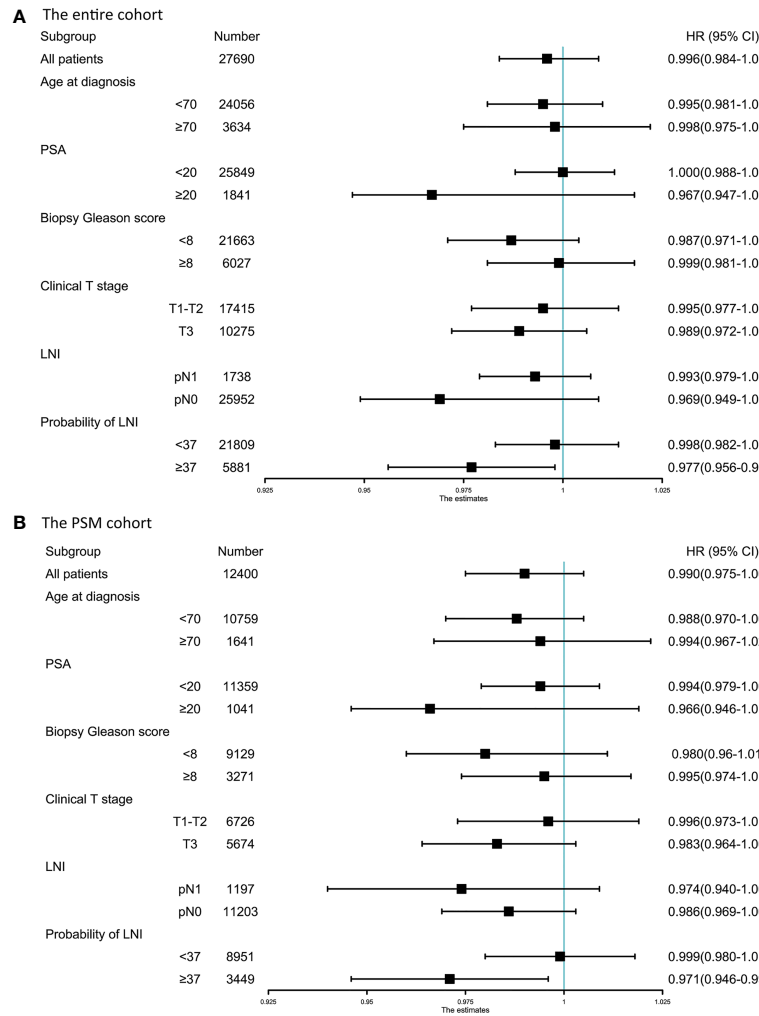 A The entire cohort
Subgroup Number HR (95% CI)
All patients 27690 0.996(0.984-1.0
Age at diagnosis
<70 24056 0.995(0.981-1.0
≥70 3634 0.998(0.975-1.0
PSA
<20 25849 1.000(0.988-1.0
≥20 1841 0.967(0.947-1.0
Biopsy Gleason score
<8 21663 0.987(0.971-1.0
≥8 6027 0.999(0.981-1.0
Clinical T stage
T1-T2 17415 0.995(0.977-1.0
T3 10275 0.989(0.972-1.0
LNI
pN1 1738 0.993(0.979-1.0
pN0 25952 0.969(0.949-1.0
Probability of LNI
<37 21809 0.998(0.982-1.0
≥37 5881 0.977(0.956-0.9
0.925 0.95 0.975 1 1.025
The estimates
B The PSM cohort
Subgroup Number HR (95% CI)
All patients 12400 0.990(0.975-1.0
Age at diagnosis
<70 10759 0.988(0.970-1.0
≥70 1641 0.994(0.967-1.0
PSA
<20 11359 0.994(0.979-1.0
≥20 1041 0.966(0.946-1.0
Biopsy Gleason score
<8 9129 0.980(0.96-1.01
≥8 3271 0.995(0.974-1.0
Clinical T stage
T1-T2 6726 0.996(0.973-1.0
T3 5674 0.983(0.964-1.0
LNI
pN1 1197 0.974(0.940-1.0
pN0 11203 0.986(0.969-1.0
Probability of LNI
<37 8951 0.999(0.980-1.0
≥37 3449 0.971(0.946-0.9
0.925 0.95 0.975 1 1.025
The estimates